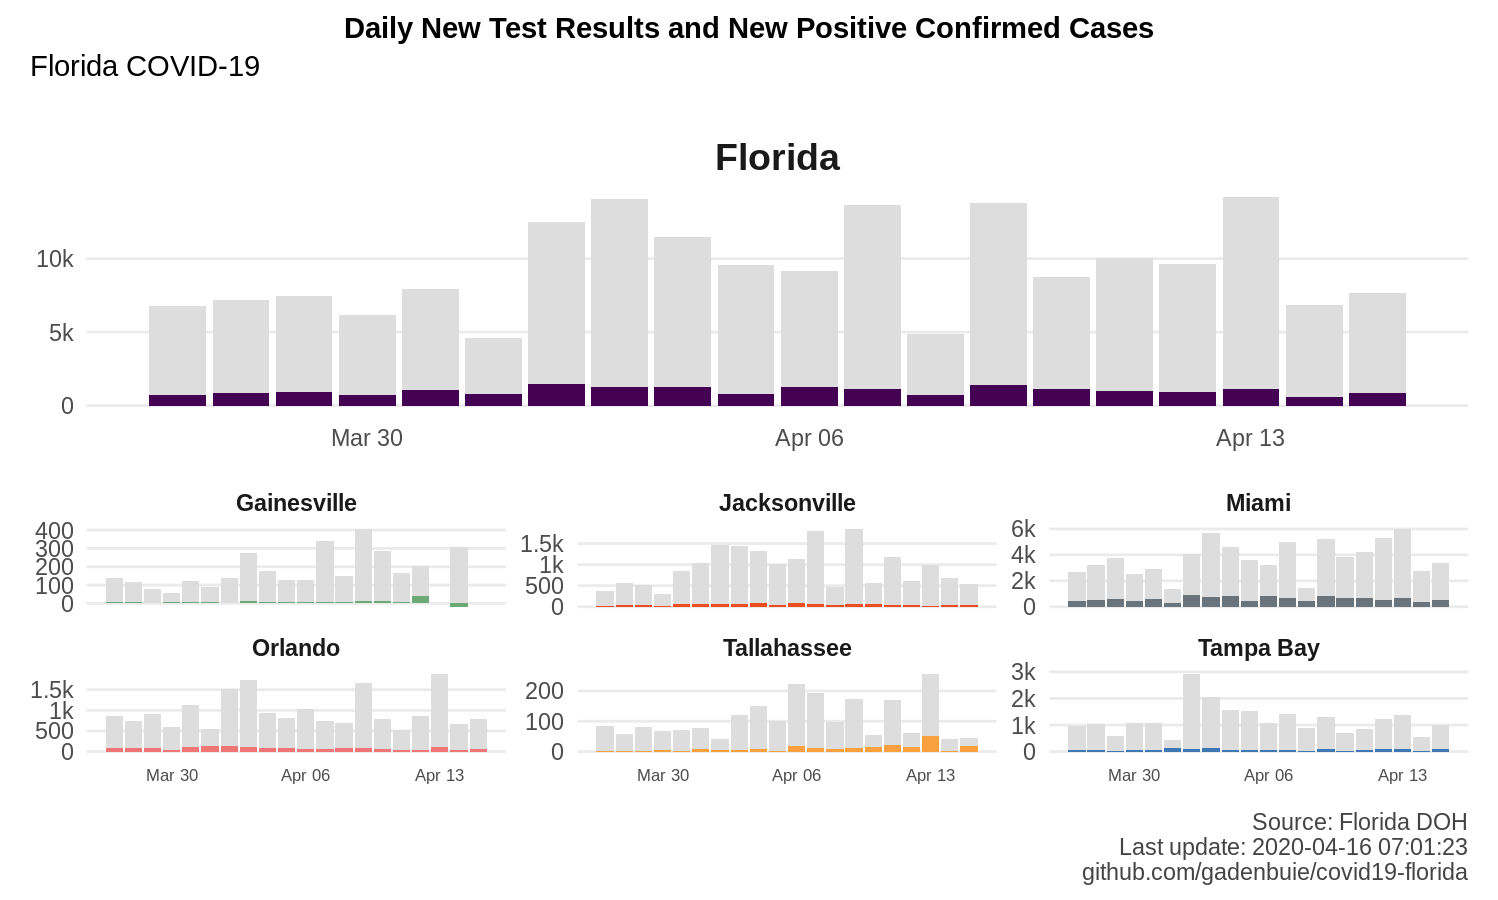 Daily New Test Results and New Positive Confirmed Cases
Florida COVID-19
Florida
10k
5k
0
Mar 30 Apr 06 Apr 13
Gainesville
400
300
200
100
0
Jacksonville
1.5k
1k
500
0
Miami
6k
4k
2k
0
Orlando
1.5k
1k
500
0
Mar 30 Apr 06 Apr 13
Tallahassee
200
100
0
Mar 30 Apr 06 Apr 13
Tampa Bay
3k
2k
1k
0
Mar 30 Apr 06 Apr 13
Source: Florida DOH
Last update: 2020-04-16 07:01:23
github.com/gadenbuie/covid19-florida